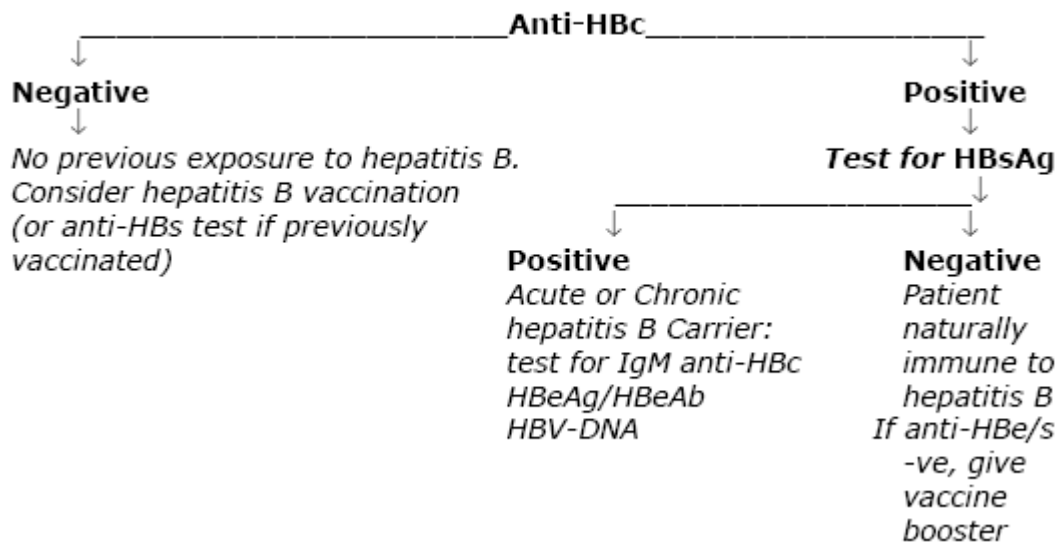 Anti-HBc
Negative
Positive
No previous exposure to hepatitis B.
Consider hepatitis B vaccination
(or anti-HBs test if previously
vaccinated)
Test for HBsAg
Positive
Acute or Chronic
hepatitis B Carrier:
test for IgM anti-HBc
HBeAg/HBeAb
HBV-DNA
Negative
Patient
naturally
immune to
hepatitis B
If anti-HBe/s
-ve, give
vaccine
booster